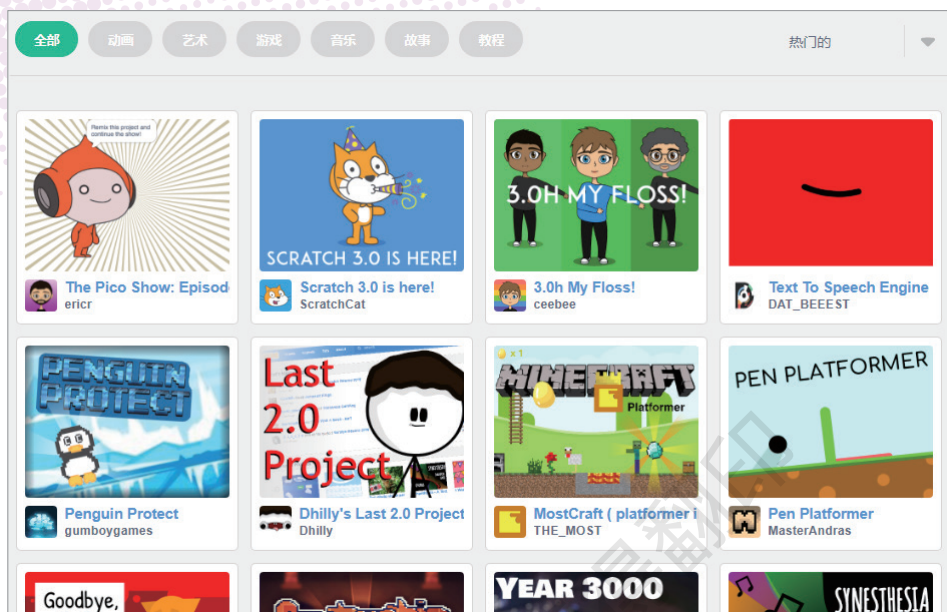 全部 动画 艺术 游戏 音乐 故事 教程 热门的
Remix this project and
continue the show!
SCRATCH 3.0 IS HERE!
3.0H MY FLOSS!
The Pico Show: Episod
ericr
Scratch 3.0 is here!
ScratchCat
3.0h My Floss!
ceebee
Text To Speech Engine
DAT_BEEEST
PENGUIN
PROTECT
Last
2.0
Project
x 1
MINECRAFT
Platformer
PEN PLATFORMER
Penguin Protect
gumboygames
Dhilly's Last 2.0 Project
Dhilly
MostCraft ( platformer i
THE_MOST
Pen Platformer
MasterAndras
Goodbye,
YEAR 3000
SYNESTHESIA
翻印